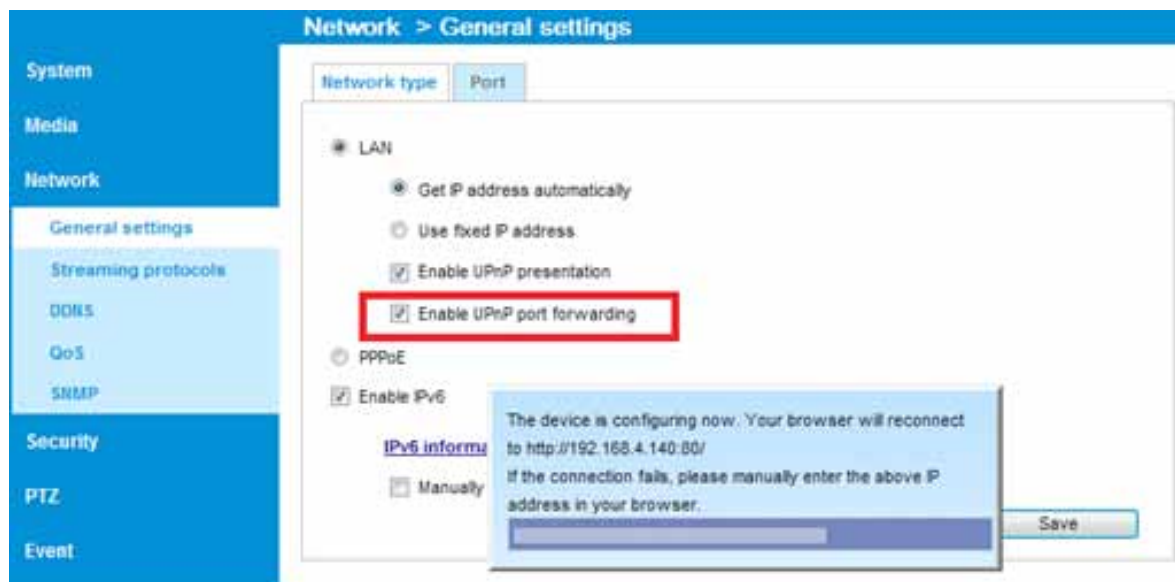 Network > General settings
System
Media
Network
General settings
Streaming protocols
DDNS
QoS
SNMP
Security
PTZ
Event
Network type
Port
LAN
Get IP address automatically
Use fixed IP address
Enable UPnP presentation
Enable UPnP port forwarding
PPPoE
Enable IPv6
IPv6 informa
Manually
The device is configuring now. Your browser will reconnect
to http://192.168.4.140:80/
If the connection fails, please manually enter the above IP
address in your browser.
Save